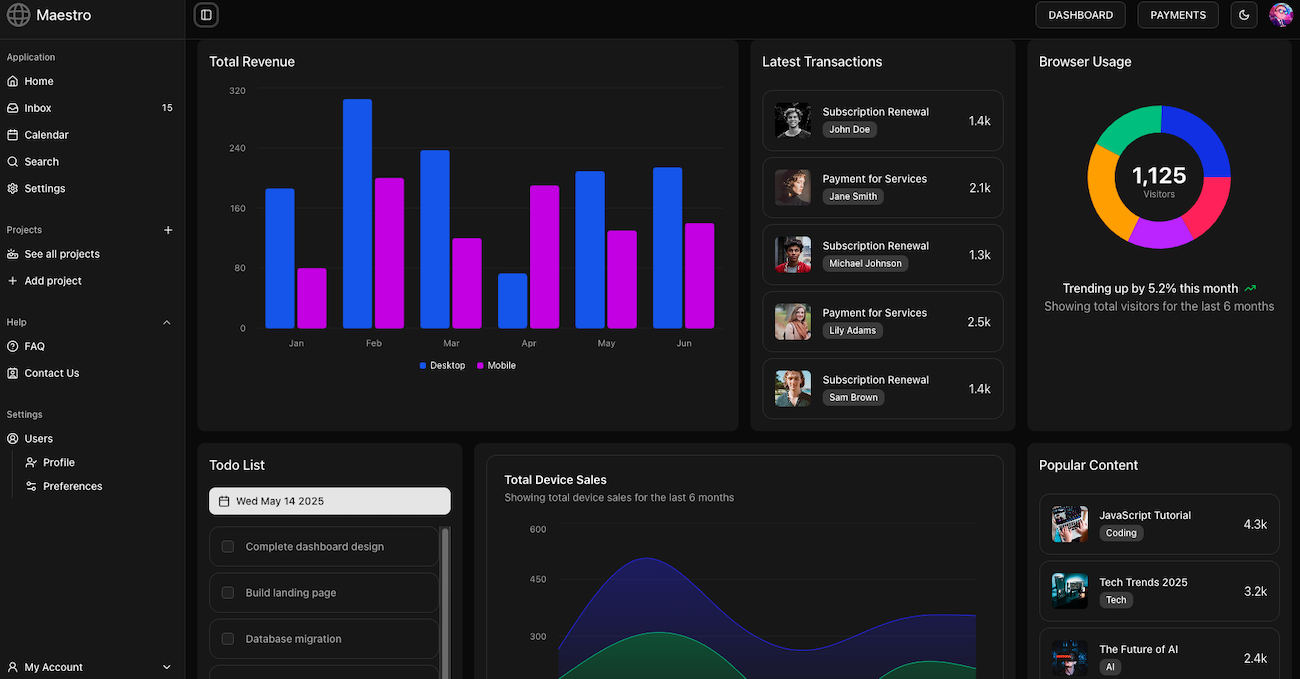 Maestro
DASHBOARD
PAYMENTS
Application
Home
Inbox 15
Calendar
Search
Settings
Projects
See all projects
Add project
Help
FAQ
Contact Us
Settings
Users
Profile
Preferences
My Account
Total Revenue
320
240
160
80
0
Jan Feb Mar Apr May Jun
Desktop Mobile
Latest Transactions
Subscription Renewal
John Doe
1.4k
Payment for Services
Jane Smith
2.1k
Subscription Renewal
Michael Johnson
1.3k
Payment for Services
Lily Adams
2.5k
Subscription Renewal
Sam Brown
1.4k
Browser Usage
1,125
Visitors
Trending up by 5.2% this month
Showing total visitors for the last 6 months
Todo List
Wed May 14 2025
Complete dashboard design
Build landing page
Database migration
Total Device Sales
Showing total device sales for the last 6 months
600
450
300
Popular Content
JavaScript Tutorial
Coding
4.3k
Tech Trends 2025
Tech
3.2k
The Future of AI
AI
2.4k